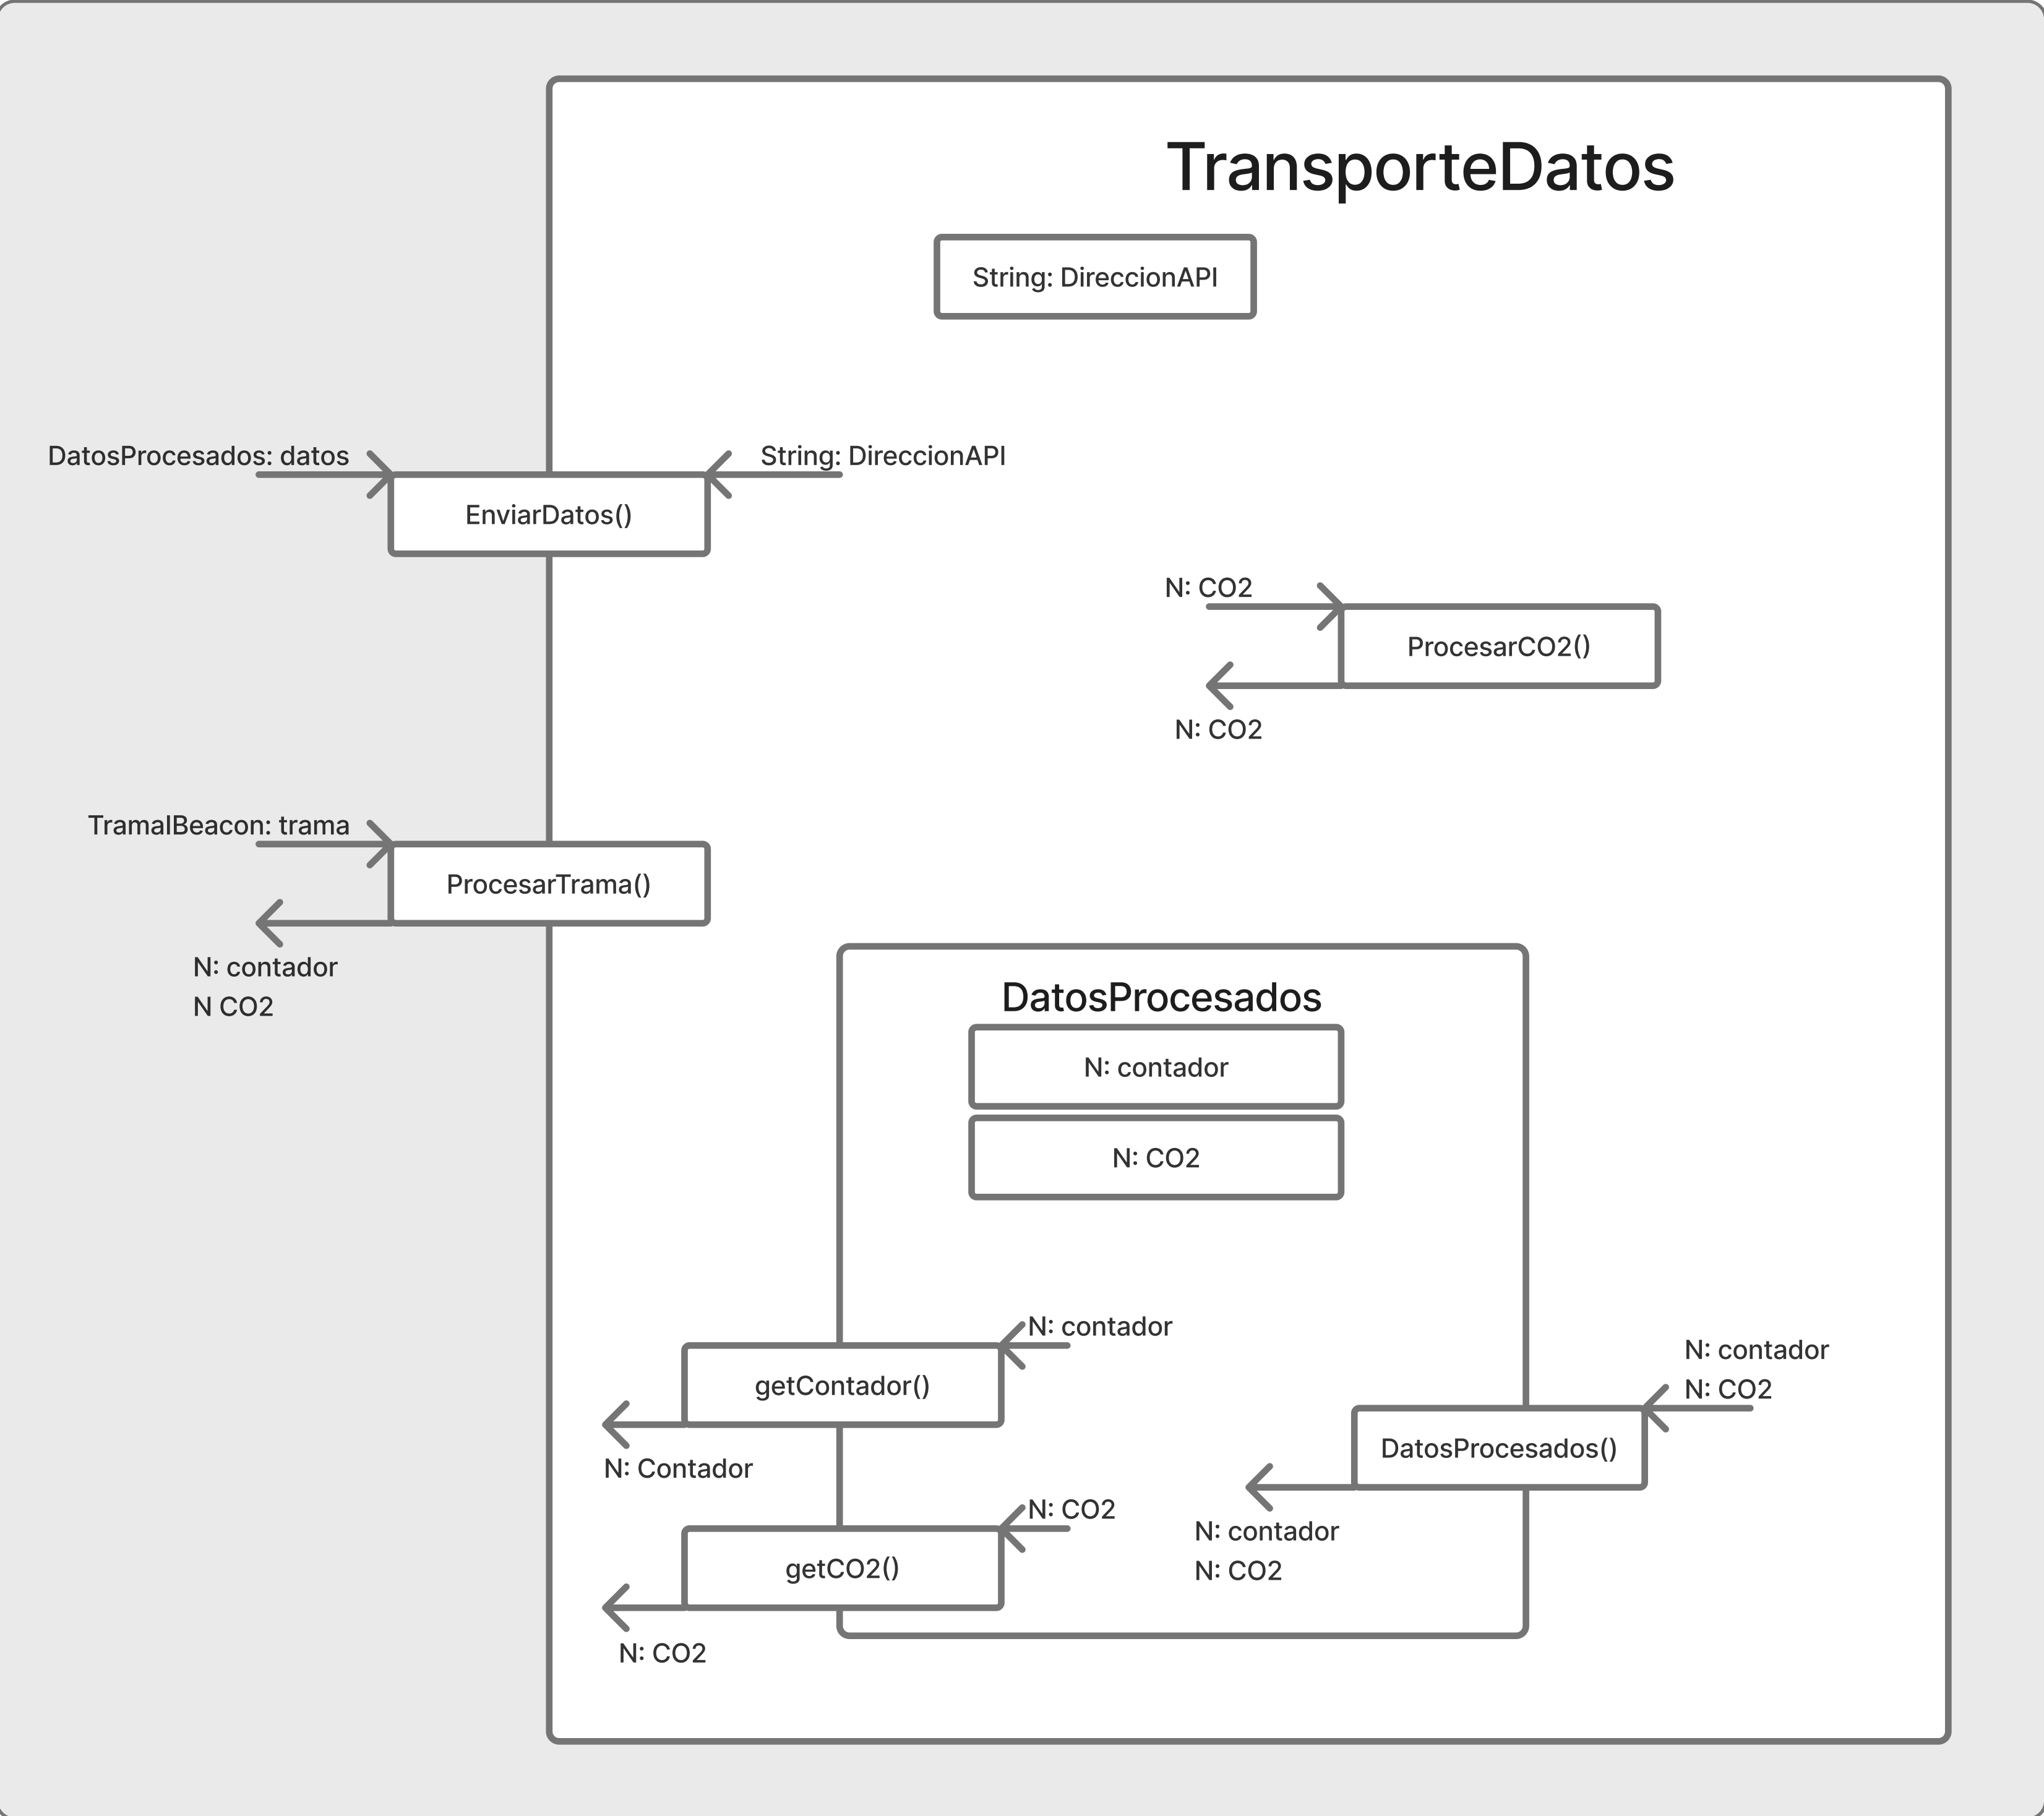 TransporteDatos
String: DireccionAPI
DatosProcesados: datos
String: DireccionAPI
EnviarDatos()
N: CO2
ProcesarCO2()
N: CO2
TramaIBeacon: trama
ProcesarTrama()
N: contador
N CO2
DatosProcesados
N: contador
N: CO2
N: contador
getContador()
N: Contador
N: contador
N: CO2
DatosProcesados()
N: contador
N: CO2
N: CO2
getCO2()
N: CO2